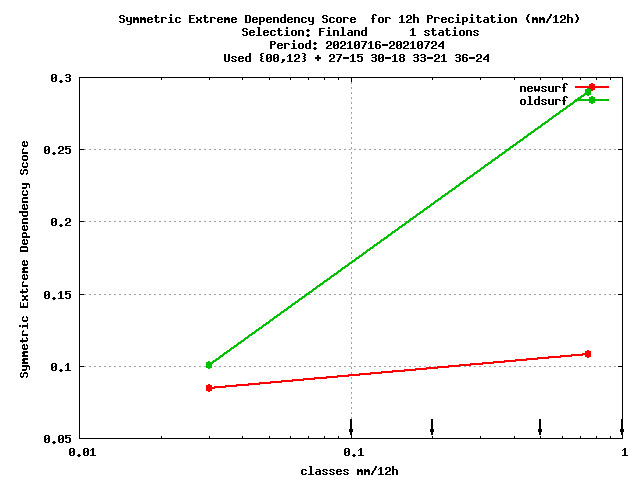 Symmetric Extreme Dependency Score  for 12h Precipitation (mm/12h)
Selection: Finland      1 stations
Period: 20210716-20210724
Used {00,12} + 27-15 30-18 33-21 36-24
newsurf
oldsurf
Symmetric Extreme Dependency Score
0.3
0.25
0.2
0.15
0.1
0.05
0.01 0.1 1
classes mm/12h